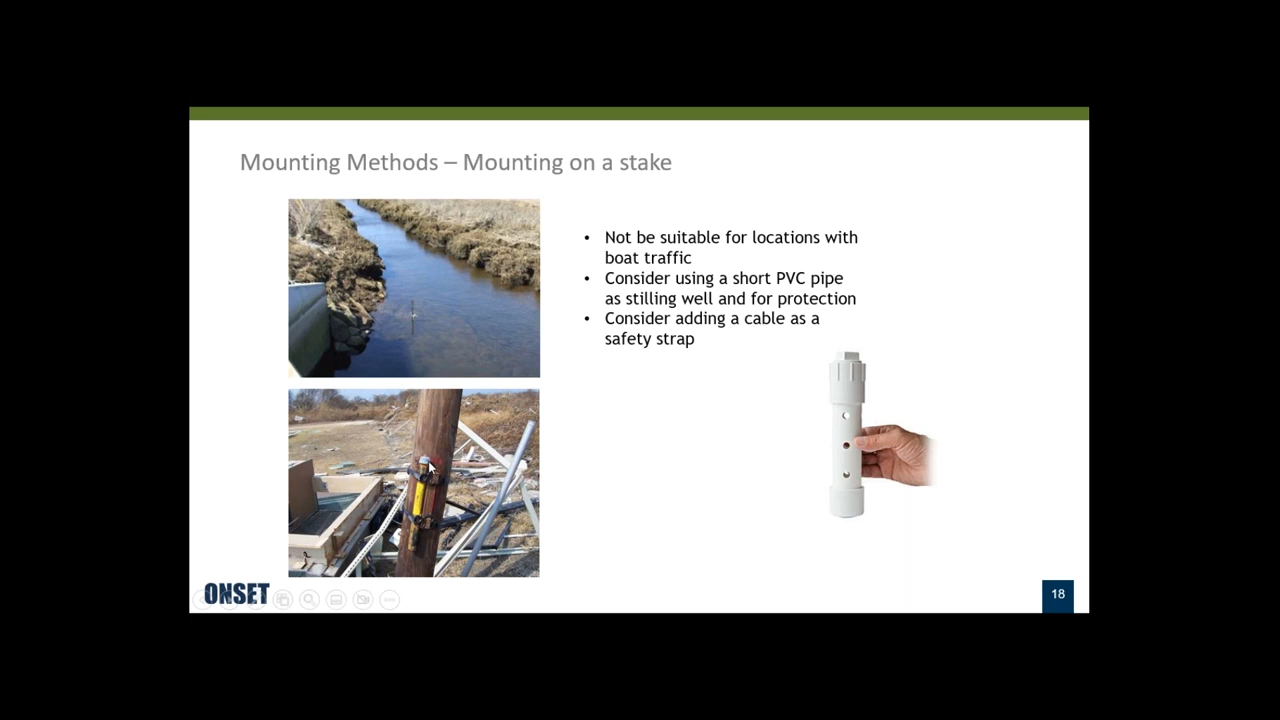 Mounting Methods – Mounting on a stake
• Not be suitable for locations with
boat traffic
• Consider using a short PVC pipe
as stilling well and for protection
• Consider adding a cable as a
safety strap
ONSET
18